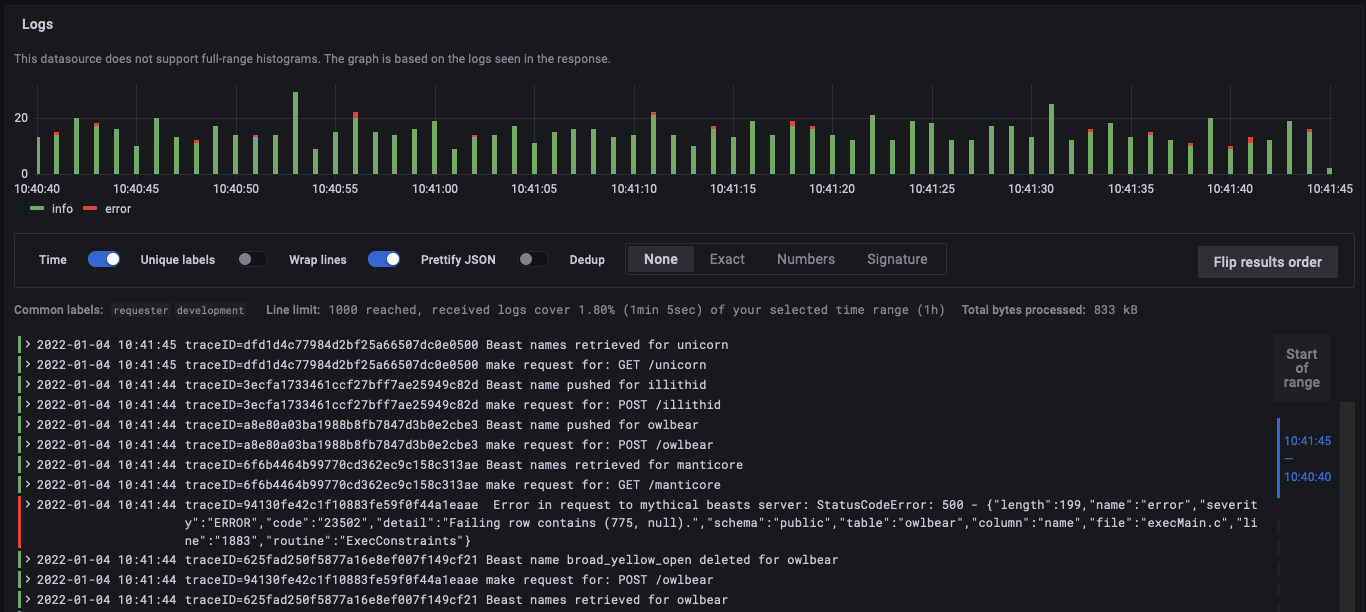 Logs
This datasource does not support full-range histograms. The graph is based on the logs seen in the response.
20
0
10:40:40 10:40:45 10:40:50 10:40:55 10:41:00 10:41:05 10:41:10 10:41:15 10:41:20 10:41:25 10:41:30 10:41:35 10:41:40 10:41:45
info error
Time Unique labels Wrap lines Prettify JSON Dedup None Exact Numbers Signature Flip results order
Common labels: requester development Line limit: 1000 reached, received logs cover 1.80% (1min 5sec) of your selected time range (1h) Total bytes processed: 833 kB
2022-01-04 10:41:45 traceID=dfd1d4c77984d2bf25a66507dc0e0500 Beast names retrieved for unicorn
2022-01-04 10:41:45 traceID=dfd1d4c77984d2bf25a66507dc0e0500 make request for: GET /unicorn
2022-01-04 10:41:44 traceID=3ecfa1733461ccf27bff7ae25949c82d Beast name pushed for illithid
2022-01-04 10:41:44 traceID=3ecfa1733461ccf27bff7ae25949c82d make request for: POST /illithid
2022-01-04 10:41:44 traceID=a8e80a03ba1988b8fb7847d3b0e2cbe3 Beast name pushed for owlbear
2022-01-04 10:41:44 traceID=a8e80a03ba1988b8fb7847d3b0e2cbe3 make request for: POST /owlbear
2022-01-04 10:41:44 traceID=6f6b4464b99770cd362ec9c158c313ae Beast names retrieved for manticore
2022-01-04 10:41:44 traceID=6f6b4464b99770cd362ec9c158c313ae make request for: GET /manticore
2022-01-04 10:41:44 traceID=94130fe42c1f10883fe59f0f44a1eaae Error in request to mythical beasts server: StatusCodeError: 500 - {"length":199,"name":"error","severit
y":"ERROR","code":"23502","detail":"Failing row contains (775, null).","schema":"public","table":"owlbear","column":"name","file":"execMain.c","li
ne":"1883","routine":"ExecConstraints"}
2022-01-04 10:41:44 traceID=625fad250f5877a16e8ef007f149cf21 Beast name broad_yellow_open deleted for owlbear
2022-01-04 10:41:44 traceID=94130fe42c1f10883fe59f0f44a1eaae make request for: POST /owlbear
2022-01-04 10:41:44 traceID=625fad250f5877a16e8ef007f149cf21 Beast names retrieved for owlbear
Start
of
range
10:41:45
—
10:40:40